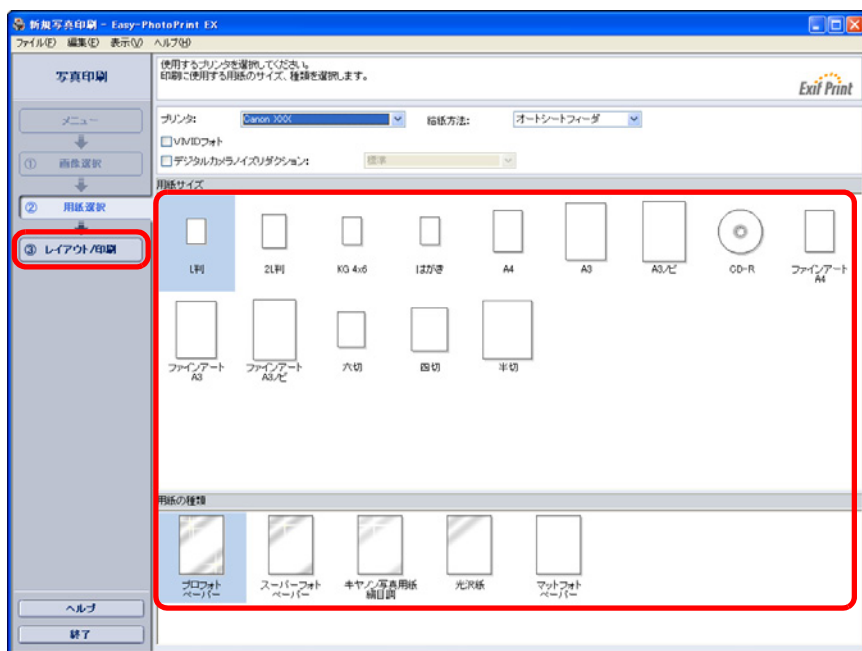 新規写真印刷 - Easy-PhotoPrint EX
ファイル(F) 編集(E) 表示(V) ヘルプ(H)
写真印刷
使用するプリンタを選択してください。
印刷に使用する用紙のサイズ、種類を選択します。
Exif Print
メニュー
① 画像選択
② 用紙選択
③ レイアウト/印刷
プリンタ: Canon XXX 給紙方法: オートシートフィーダ
VIVIDフォト
デジタルカメラノイズリダクション: 標準
用紙サイズ
L判 2L判 KG 4x6 はがき A4 A3 A3ノビ CD-R ファインアート
A4
ファインアート ファインアート 六切 四切 半切
A3 A3ノビ
用紙の種類
プロフォト スーパーフォト キヤノン写真用紙 光沢紙 マットフォト
ペーパー ペーパー 絹目調 ペーパー
ヘルプ
終了